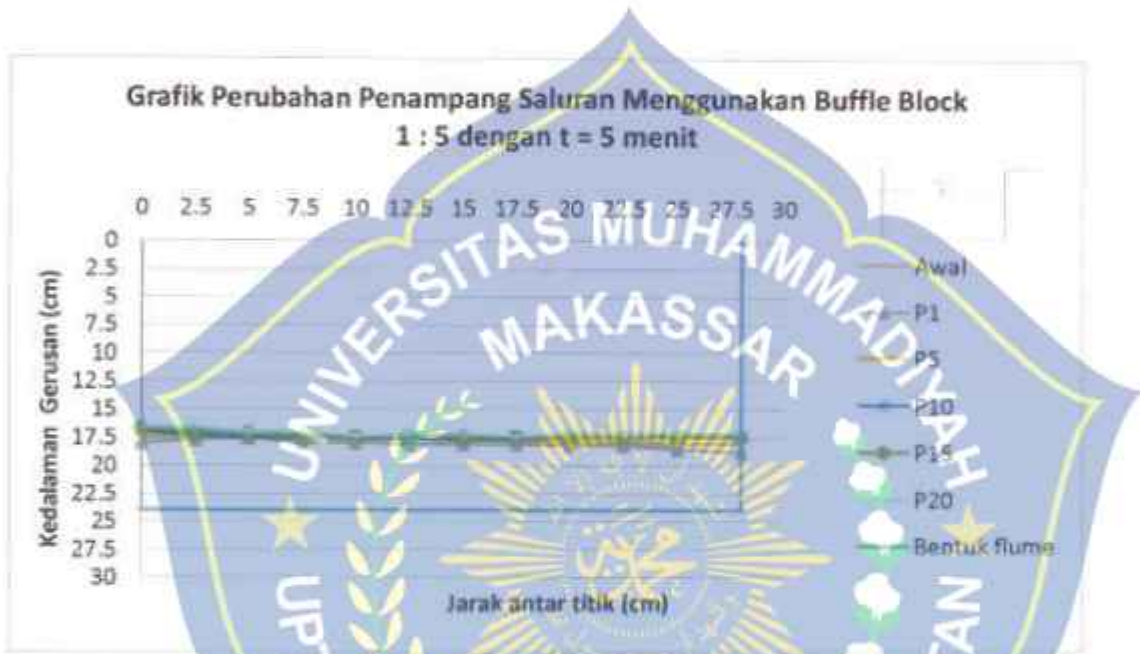 Grafik Perubahan Penampang Saluran Menggunakan Buffle Block
1 : 5 dengan t = 5 menit
0 2.5 5 7.5 10 12.5 15 17.5 20 22.5 25 27.5 30
0
2.5
5
7.5
10
12.5
15
17.5
20
22.5
25
27.5
30
Kedalaman Gerusan (cm)
Jarak antar titik (cm)
Awal
P1
P5
P10
P15
P20
Bentuk flume
UNIVERSITAS MUHAMMADIYAH
MAKASSAR